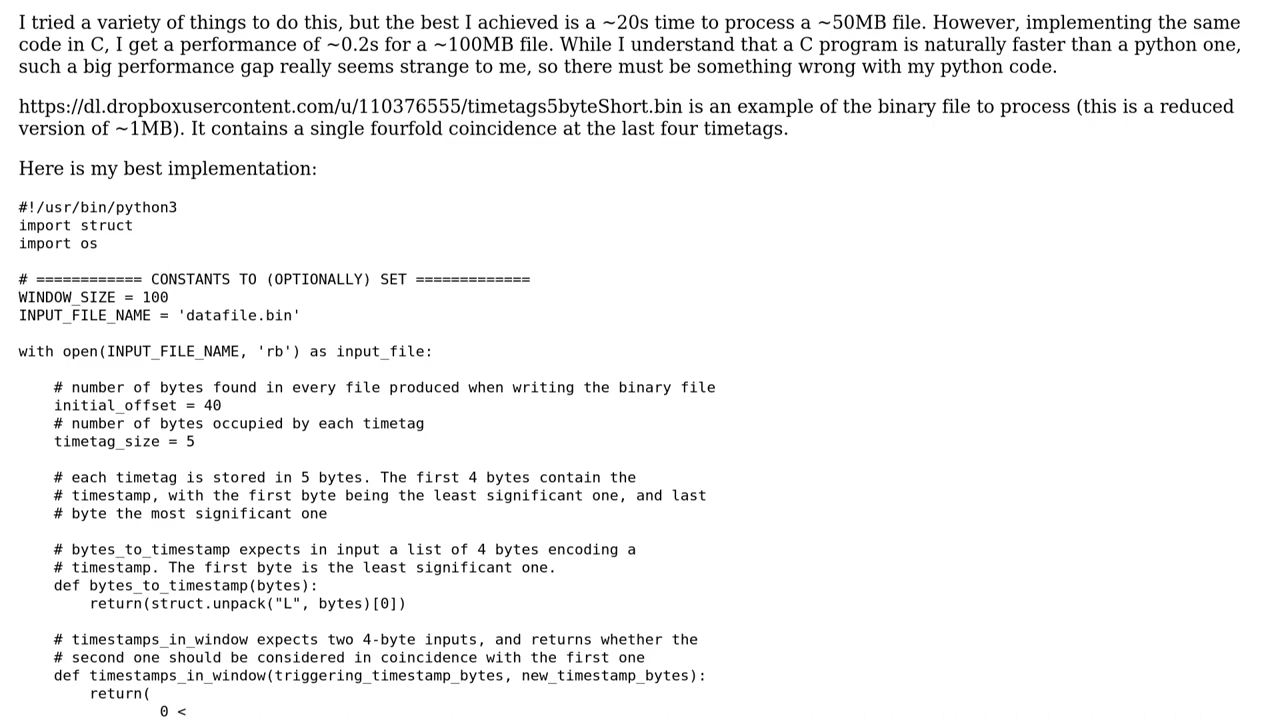 I tried a variety of things to do this, but the best I achieved is a ~20s time to process a ~50MB file. However, implementing the same
code in C, I get a performance of ~0.2s for a ~100MB file. While I understand that a C program is naturally faster than a python one,
such a big performance gap really seems strange to me, so there must be something wrong with my python code.
https://dl.dropboxusercontent.com/u/110376555/timetags5byteShort.bin is an example of the binary file to process (this is a reduced
version of ~1MB). It contains a single fourfold coincidence at the last four timetags.
Here is my best implementation:
#!/usr/bin/python3
import struct
import os
# ============ CONSTANTS TO (OPTIONALLY) SET =============
WINDOW_SIZE = 100
INPUT_FILE_NAME = 'datafile.bin'
with open(INPUT_FILE_NAME, 'rb') as input_file:
    # number of bytes found in every file produced when writing the binary file
    initial_offset = 40
    # number of bytes occupied by each timetag
    timetag_size = 5
    # each timetag is stored in 5 bytes. The first 4 bytes contain the
    # timestamp, with the first byte being the least significant one, and last
    # byte the most significant one
    # bytes_to_timestamp expects in input a list of 4 bytes encoding a
    # timestamp. The first byte is the least significant one.
    def bytes_to_timestamp(bytes):
        return(struct.unpack("L", bytes)[0])
    # timestamps_in_window expects two 4-byte inputs, and returns whether the
    # second one should be considered in coincidence with the first one
    def timestamps_in_window(triggering_timestamp_bytes, new_timestamp_bytes):
        return(
                0 <